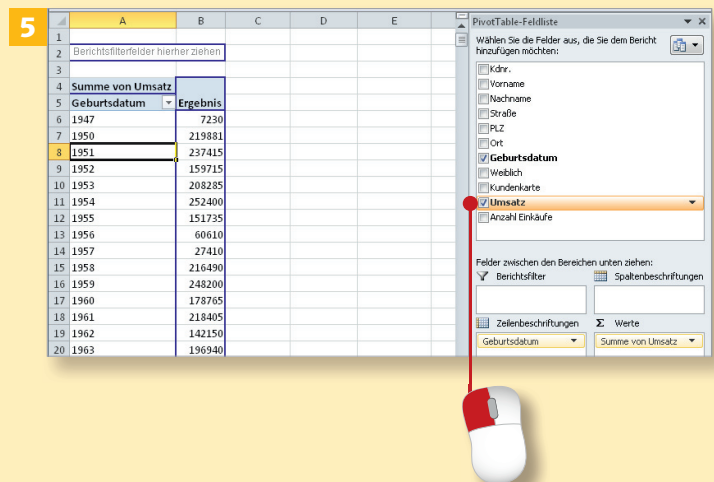 5
A B C D E
1
2 Berichtsfilterfelder hierher ziehen
3
4 Summe von Umsatz
5 Geburtsdatum Ergebnis
6 1947 7230
7 1950 219881
8 1951 237415
9 1952 159715
10 1953 208285
11 1954 252400
12 1955 151735
13 1956 60610
14 1957 27410
15 1958 216490
16 1959 248200
17 1960 178765
18 1961 218405
19 1962 142150
20 1963 196940
PivotTable-Feldliste
Wählen Sie die Felder aus, die Sie dem Bericht
hinzufügen möchten:
Kdnr.
Vorname
Nachname
Straße
PLZ
Ort
Geburtsdatum
Weiblich
Kundenkarte
Umsatz
Anzahl Einkäufe
Felder zwischen den Bereichen unten ziehen:
Berichtsfilter Spaltenbeschriftungen
Zeilenbeschriftungen Σ Werte
Geburtsdatum Summe von Umsatz